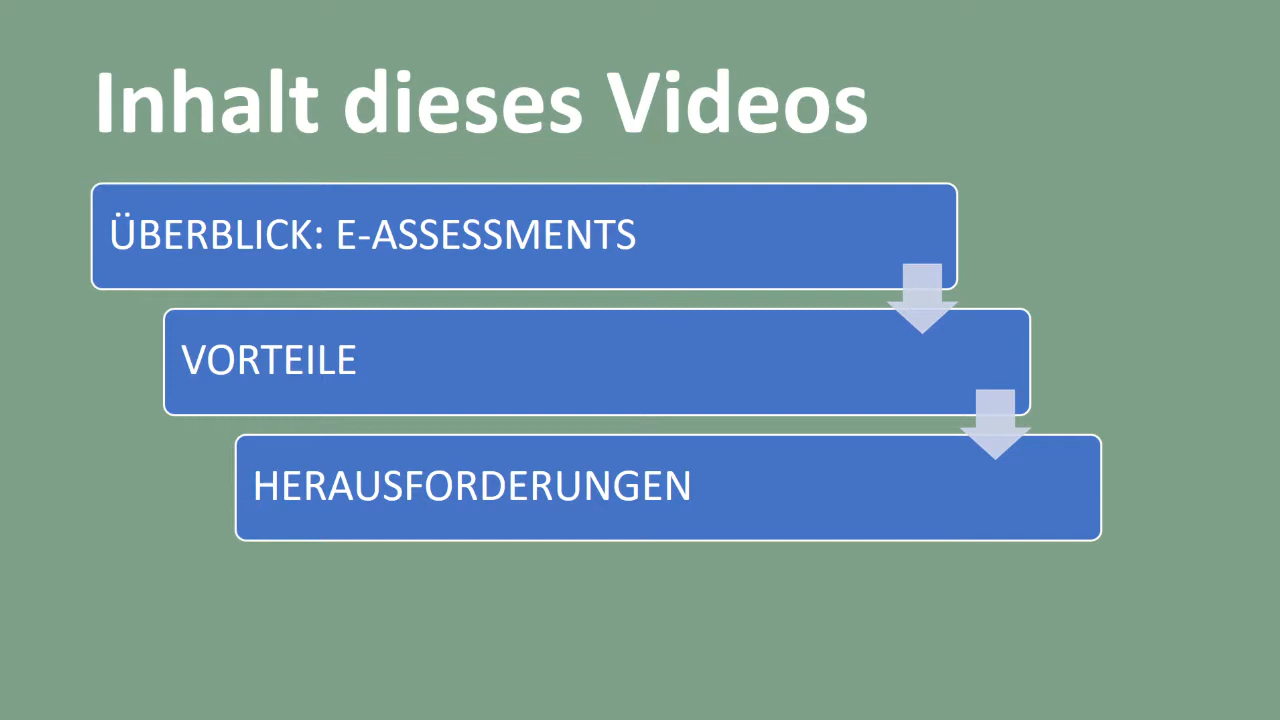 Inhalt dieses Videos
ÜBERBLICK: E-ASSESSMENTS
VORTEILE
HERAUSFORDERUNGEN